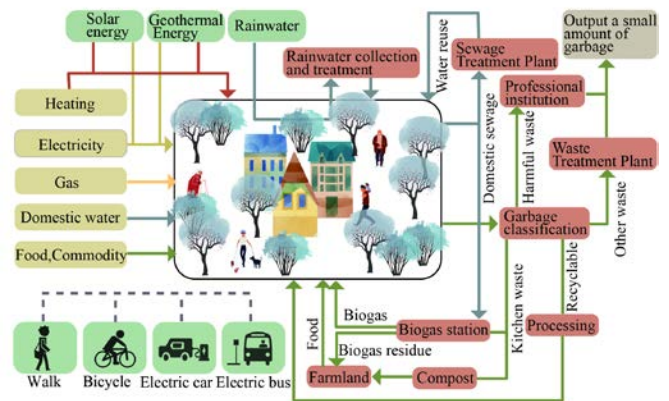 Solar
energy
Geothermal
Energy
Rainwater
Output a small
amount of
garbage
Rainwater collection
and treatment
Water reuse
Sewage
Treatment Plant
Professional
institution
Heating
Electricity
Gas
Domestic water
Food,Commodity
Domestic sewage
Harmful waste
Waste
Treatment Plant
Garbage
classification
Other waste
Kitchen waste
Recyclable
Biogas
Biogas station
Processing
Biogas residue
Food
Farmland
Compost
Walk
Bicycle
Electric car
Electric bus